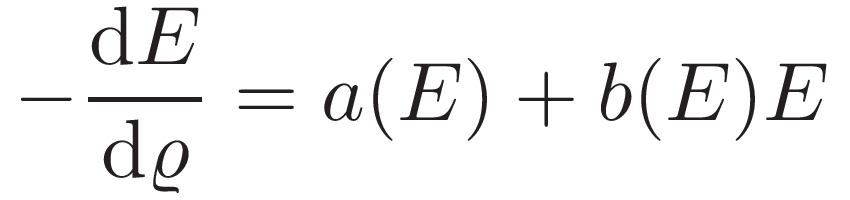 −dE/dϱ = a(E) + b(E)E